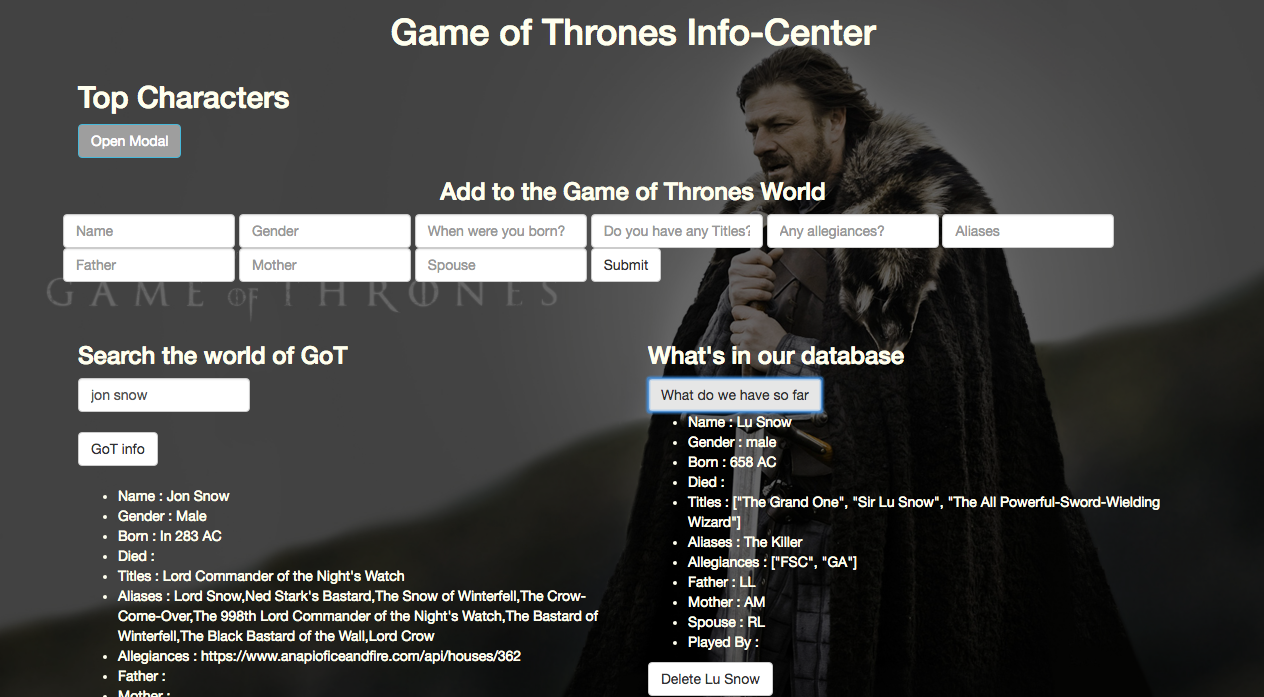 Game of Thrones Info-Center
Top Characters
Open Modal
Add to the Game of Thrones World
Name
Gender
When were you born?
Do you have any Titles?
Any allegiances?
Aliases
Father
Mother
Spouse
Submit
GAME OF THRONES
Search the world of GoT
jon snow
GoT info
Name : Jon Snow
Gender : Male
Born : In 283 AC
Died :
Titles : Lord Commander of the Night's Watch
Aliases : Lord Snow,Ned Stark's Bastard,The Snow of Winterfell,The Crow-
Come-Over,The 998th Lord Commander of the Night's Watch,The Bastard of
Winterfell,The Black Bastard of the Wall,Lord Crow
Allegiances : https://www.anapioficeandfire.com/api/houses/362
Father :
Mother :
What's in our database
What do we have so far
Name : Lu Snow
Gender : male
Born : 658 AC
Died :
Titles : ["The Grand One", "Sir Lu Snow", "The All Powerful-Sword-Wielding
Wizard"]
Aliases : The Killer
Allegiances : ["FSC", "GA"]
Father : LL
Mother : AM
Spouse : RL
Played By :
Delete Lu Snow